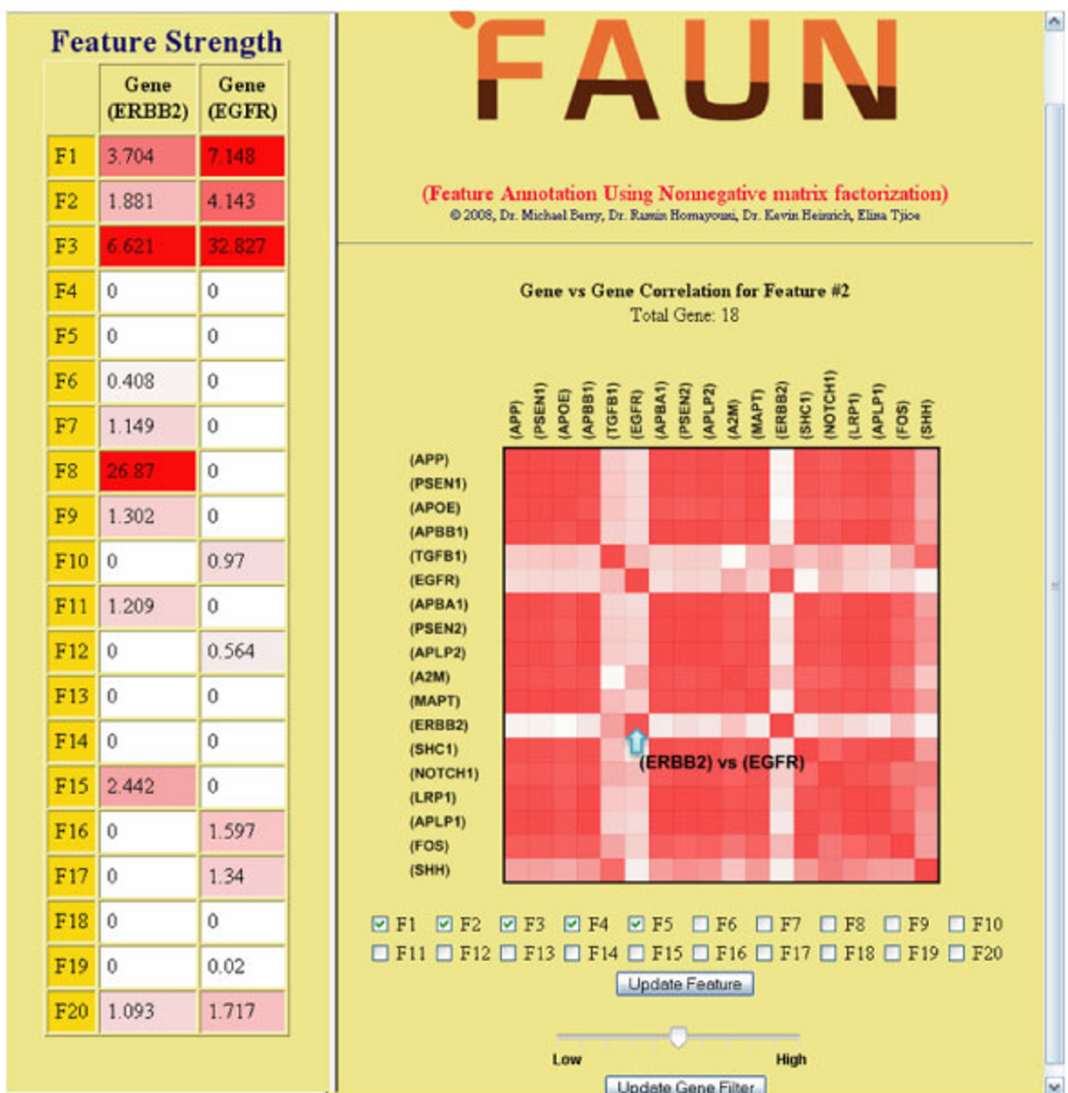 Feature Strength
Gene (ERBB2) Gene (EGFR)
F1 3.704 7.148
F2 1.881 4.143
F3 6.621 32.827
F4 0 0
F5 0 0
F6 0.408 0
F7 1.149 0
F8 26.87 0
F9 1.302 0
F10 0 0.97
F11 1.209 0
F12 0 0.564
F13 0 0
F14 0 0
F15 2.442 0
F16 0 1.597
F17 0 1.34
F18 0 0
F19 0 0.02
F20 1.093 1.717
FAUN
(Feature Annotation Using Nonnegative matrix factorization)
© 2008, Dr. Michael Berry, Dr. Ramin Homayouni, Dr. Kevin Heinrich, Elina Tjioe
Gene vs Gene Correlation for Feature #2
Total Gene: 18
(APP) (PSEN1) (APOE) (APBB1) (TGFB1) (EGFR) (APBA1) (PSEN2) (APLP2) (A2M) (MAPT) (ERBB2) (SHC1) (NOTCH1) (LRP1) (APLP1) (FOS) (SHH)
(APP)
(PSEN1)
(APOE)
(APBB1)
(TGFB1)
(EGFR)
(APBA1)
(PSEN2)
(APLP2)
(A2M)
(MAPT)
(ERBB2)
(SHC1)
(ERBB2) vs (EGFR)
(NOTCH1)
(LRP1)
(APLP1)
(FOS)
(SHH)
F1 F2 F3 F4 F5 F6 F7 F8 F9 F10
F11 F12 F13 F14 F15 F16 F17 F18 F19 F20
Update Feature
Low High
Update Gene Filter